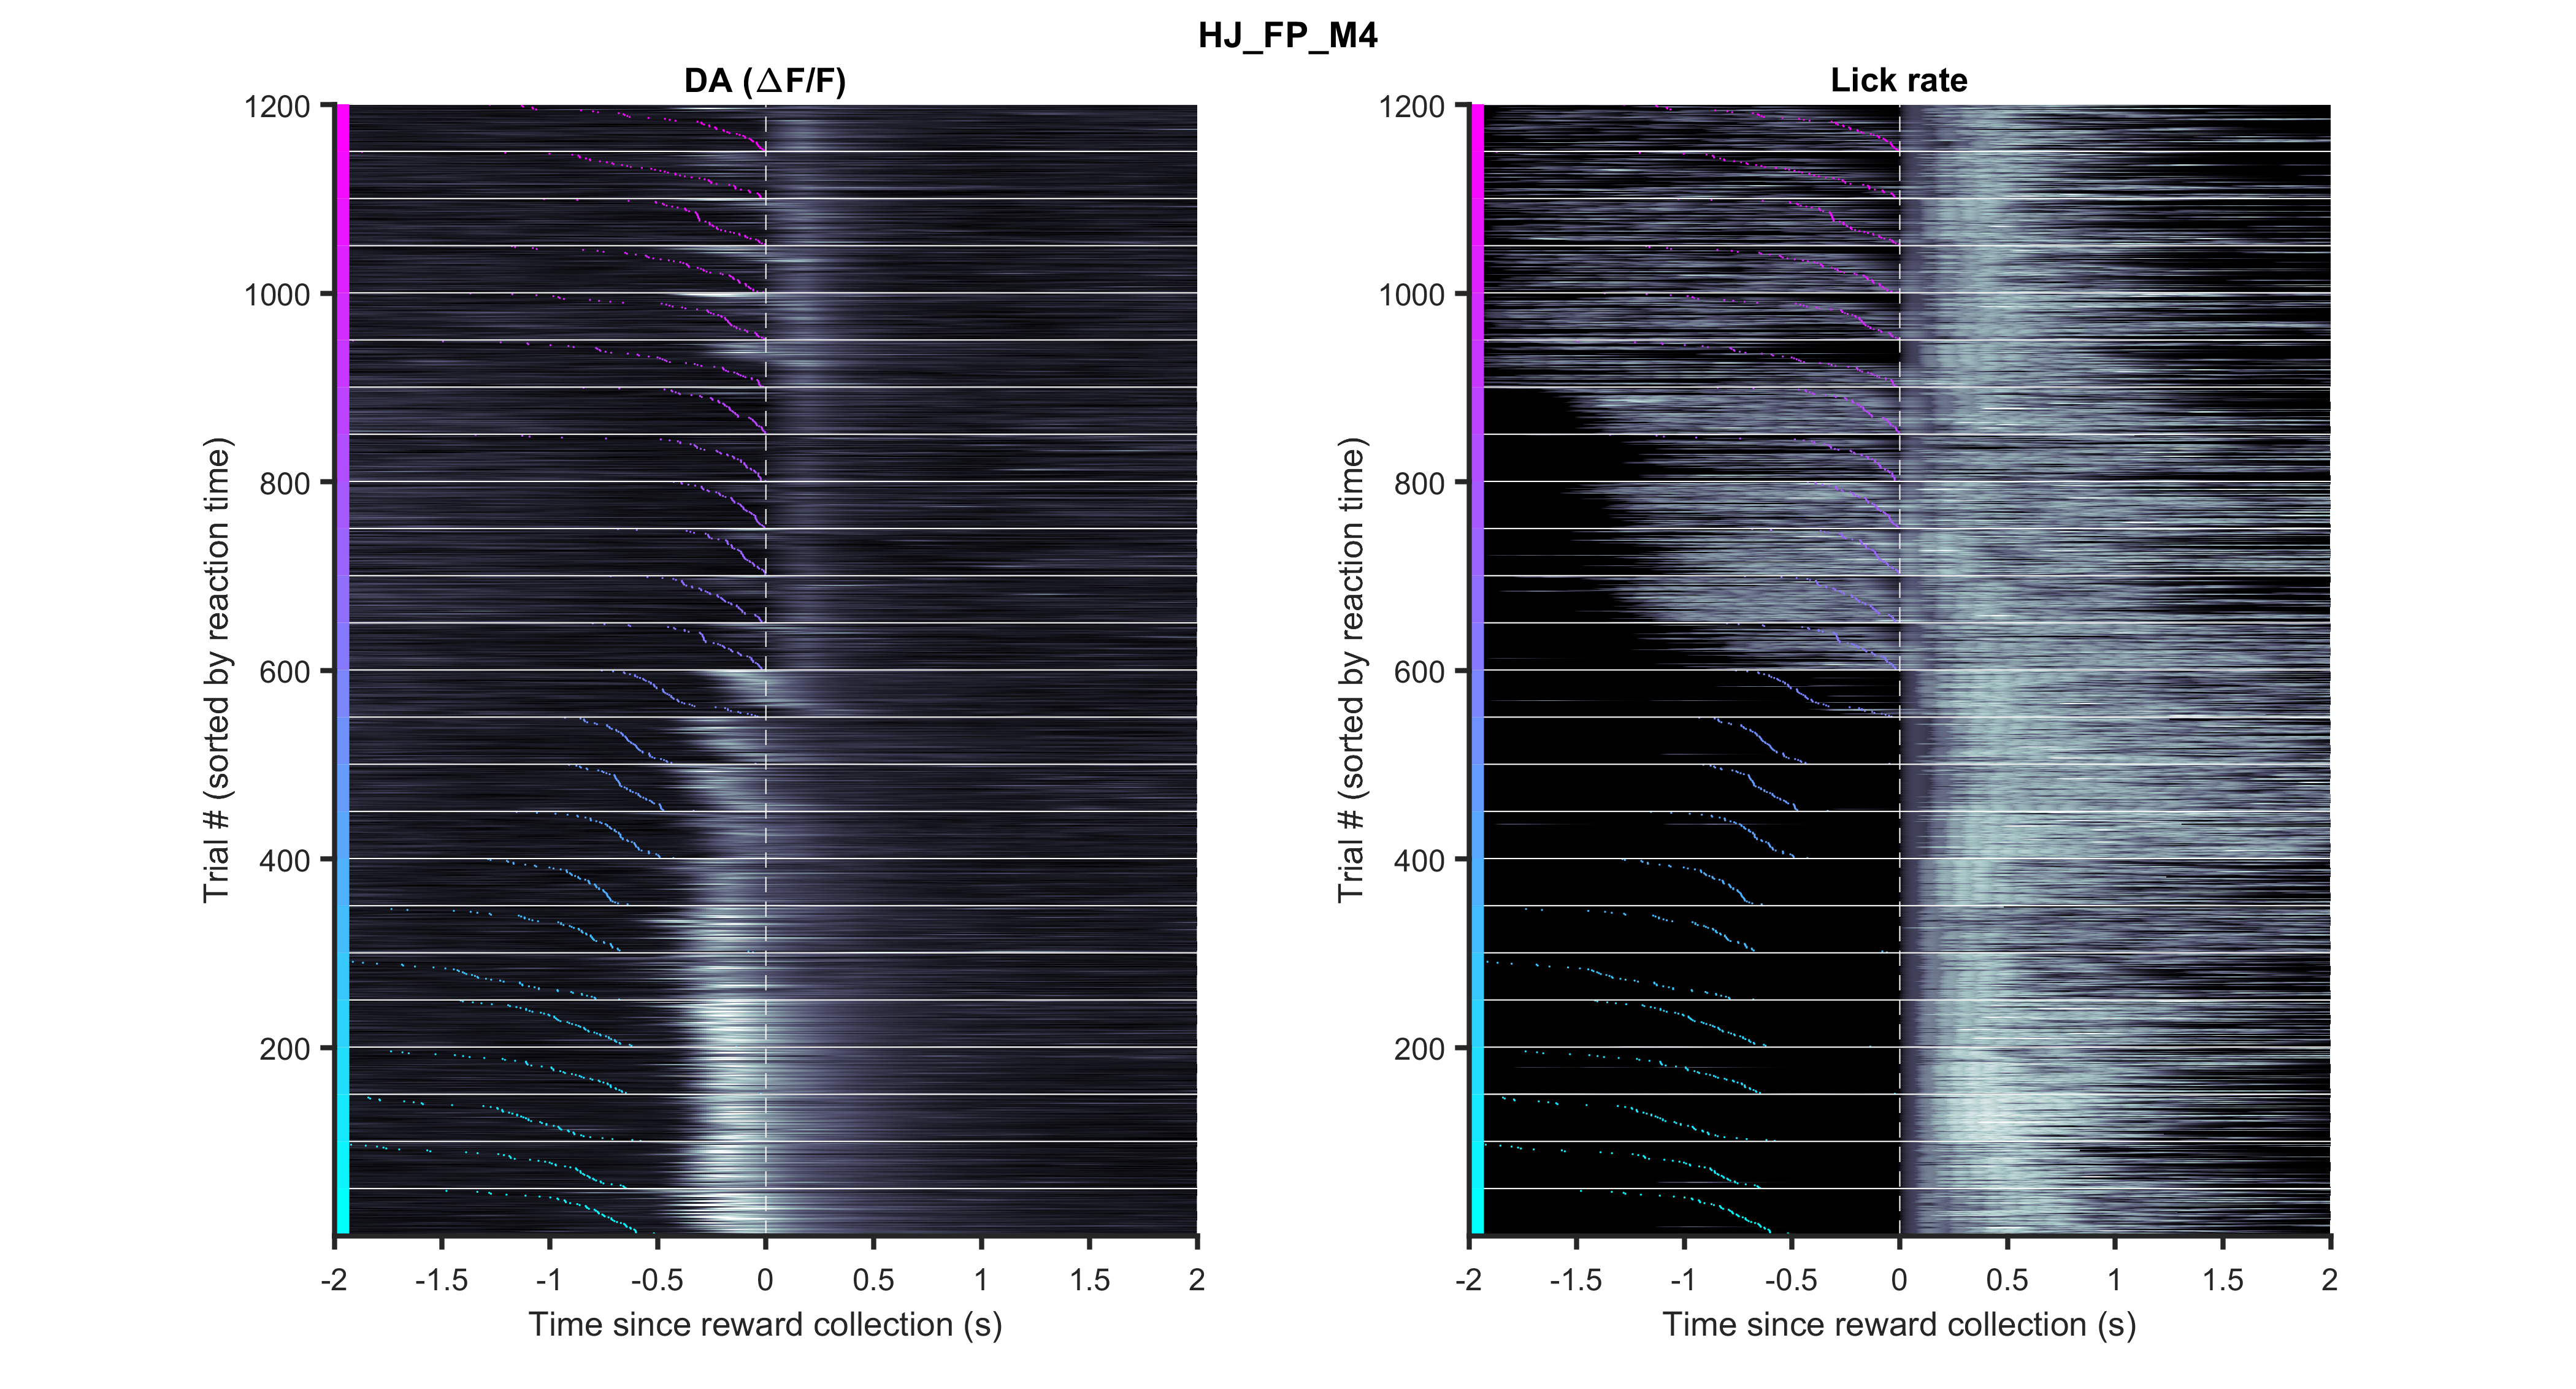 HJ_FP_M4
DA (ΔF/F)
1200
1000
800
600
400
200
Trial # (sorted by reaction time)
-2 -1.5 -1 -0.5 0 0.5 1 1.5 2
Time since reward collection (s)
Lick rate
1200
1000
800
600
400
200
Trial # (sorted by reaction time)
-2 -1.5 -1 -0.5 0 0.5 1 1.5 2
Time since reward collection (s)